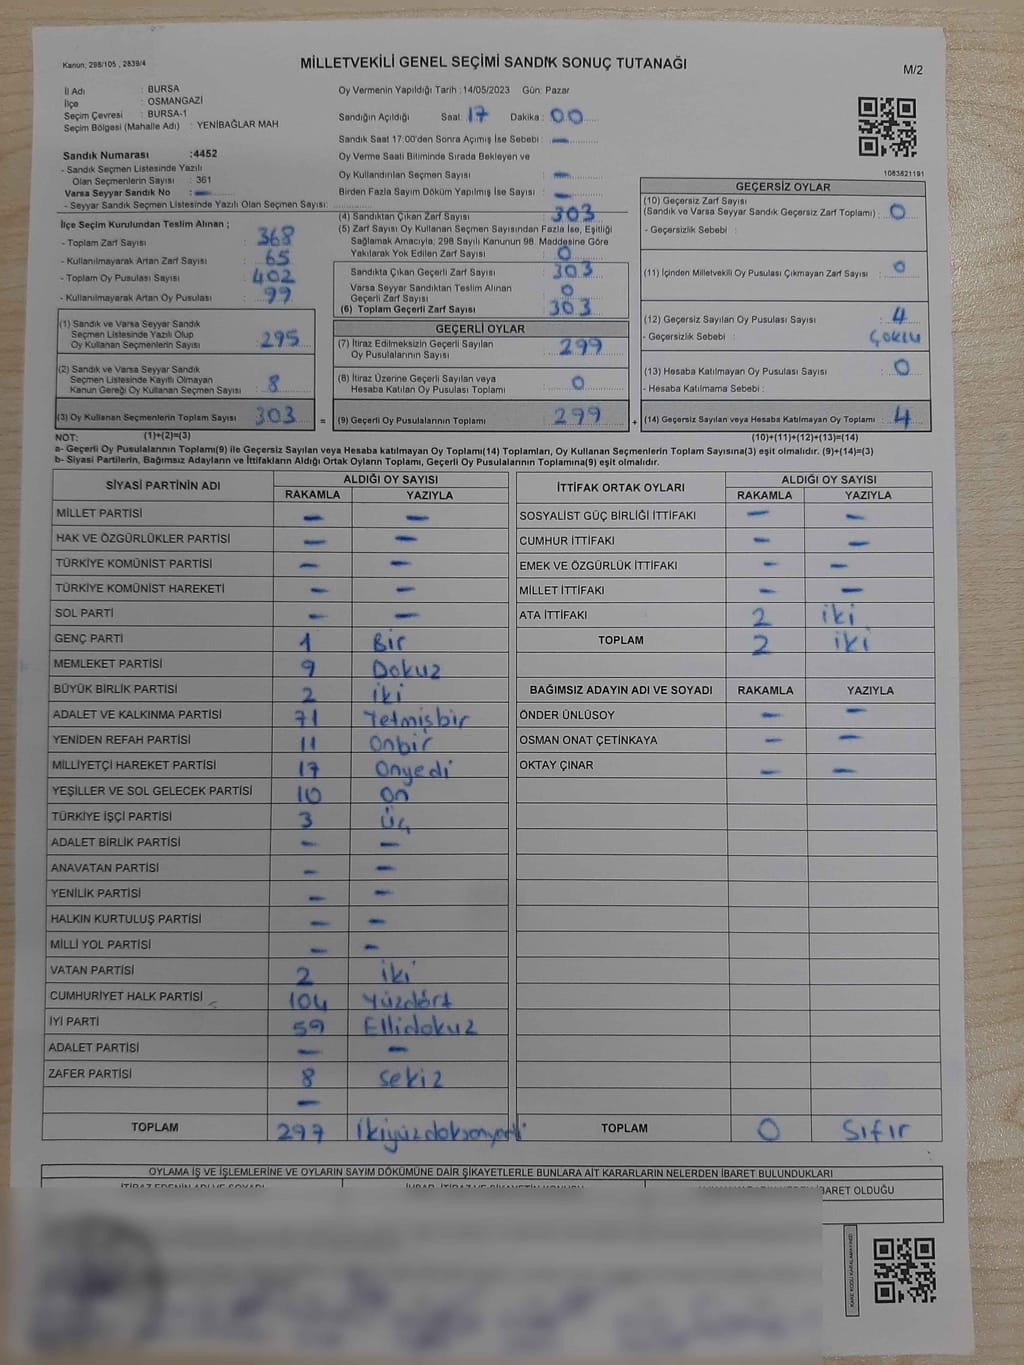 Kanun: 298/105 , 2839/4
MİLLETVEKİLİ GENEL SEÇİMİ SANDIK SONUÇ TUTANAĞI
M/2
İl Adı : BURSA
İlçe : OSMANGAZİ
Seçim Çevresi : BURSA-1
Seçim Bölgesi (Mahalle Adı) : YENİBAĞLAR MAH
Oy Vermenin Yapıldığı Tarih : 14/05/2023 Gün: Pazar
Sandığın Açıldığı Saat: 17 Dakika : 00
Sandık Saat 17:00'den Sonra Açımış İse Sebebi : –
Oy Verme Saati Bitiminde Sırada Bekleyen ve
Oy Kullandırılan Seçmen Sayısı : –
Birden Fazla Sayım Döküm Yapılmış İse Sayısı : –
Sandık Numarası :4452
- Sandık Seçmen Listesinde Yazılı
Olan Seçmenlerin Sayısı : 361
Varsa Seyyar Sandık No : –
- Seyyar Sandık Seçmen Listesinde Yazılı Olan Seçmen Sayısı:
1083821191
İlçe Seçim Kurulundan Teslim Alınan ;
- Toplam Zarf Sayısı : 368
- Kullanılmayarak Artan Zarf Sayısı : 65
- Toplam Oy Pusulası Sayısı : 402
- Kullanılmayarak Artan Oy Pusulası : 99
(1) Sandık ve Varsa Seyyar Sandık
Seçmen Listesinde Yazılı Olup
Oy Kullanan Seçmenlerin Sayısı : 295
(2) Sandık ve Varsa Seyyar Sandık
Seçmen Listesinde Kayıtlı Olmayan
Kanun Gereği Oy Kullanan Seçmen Sayısı : 8
(3) Oy Kullanan Seçmenlerin Toplam Sayısı : 303 =
(4) Sandıktan Çıkan Zarf Sayısı : 303
(5) Zarf Sayısı Oy Kullanan Seçmen Sayısından Fazla İse, Eşitliği
Sağlamak Amacıyla; 298 Sayılı Kanunun 98. Maddesine Göre
Yakılarak Yok Edilen Zarf Sayısı : 0
Sandıkta Çıkan Geçerli Zarf Sayısı : 303
Varsa Seyyar Sandıktan Teslim Alınan
Geçerli Zarf Sayısı : 0
(6) Toplam Geçerli Zarf Sayısı : 303
GEÇERLİ OYLAR
(7) İtiraz Edilmeksizin Geçerli Sayılan
Oy Pusulalarının Sayısı : 299
(8) İtiraz Üzerine Geçerli Sayılan veya
Hesaba Katılan Oy Pusulası Toplamı : 0
(9) Geçerli Oy Pusulalarının Toplamı : 299 +
GEÇERSİZ OYLAR
(10) Geçersiz Zarf Sayısı
(Sandık ve Varsa Seyyar Sandık Geçersiz Zarf Toplamı) : 0
- Geçersizlik Sebebi :
(11) İçinden Milletvekili Oy Pusulası Çıkmayan Zarf Sayısı : 0
(12) Geçersiz Sayılan Oy Pusulası Sayısı : 4
- Geçersizlik Sebebi : ÇOKLU
(13) Hesaba Katılmayan Oy Pusulası Sayısı : 0
- Hesaba Katılmama Sebebi :
(14) Geçersiz Sayılan veya Hesaba Katılmayan Oy Toplamı : 4
NOT: (1)+(2)=(3)
(10)+(11)+(12)+(13)=(14)
a- Geçerli Oy Pusulalarının Toplamı(9) ile Geçersiz Sayılan veya Hesaba katılmayan Oy Toplamı(14) Toplamları, Oy Kullanan Seçmenlerin Toplam Sayısına(3) eşit olmalıdır. (9)+(14)=(3)
b- Siyasi Partilerin, Bağımsız Adayların ve İttifakların Aldığı Ortak Oyların Toplamı, Geçerli Oy Pusulalarının Toplamına(9) eşit olmalıdır.
SİYASİ PARTİNİN ADI ALDIĞI OY SAYISI
RAKAMLA YAZIYLA
MİLLET PARTİSİ – –
HAK VE ÖZGÜRLÜKLER PARTİSİ – –
TÜRKİYE KOMÜNİST PARTİSİ – –
TÜRKİYE KOMÜNİST HAREKETİ – –
SOL PARTİ – –
GENÇ PARTİ 1 Bir
MEMLEKET PARTİSİ 9 Dokuz
BÜYÜK BİRLİK PARTİSİ 2 iki
ADALET VE KALKINMA PARTİSİ 71 Yetmişbir
YENİDEN REFAH PARTİSİ 11 Onbir
MİLLİYETÇİ HAREKET PARTİSİ 17 Onyedi
YEŞİLLER VE SOL GELECEK PARTİSİ 10 On
TÜRKİYE İŞÇİ PARTİSİ 3 Üç
ADALET BİRLİK PARTİSİ – –
ANAVATAN PARTİSİ – –
YENİLİK PARTİSİ – –
HALKIN KURTULUŞ PARTİSİ – –
MİLLİ YOL PARTİSİ – –
VATAN PARTİSİ 2 iki
CUMHURİYET HALK PARTİSİ 104 Yüzdört
İYİ PARTİ 59 Ellidokuz
ADALET PARTİSİ – –
ZAFER PARTİSİ 8 Sekiz
–
TOPLAM 297 ikiyüzdoksanyedi
İTTİFAK ORTAK OYLARI ALDIĞI OY SAYISI
RAKAMLA YAZIYLA
SOSYALİST GÜÇ BİRLİĞİ İTTİFAKI – –
CUMHUR İTTİFAKI – –
EMEK VE ÖZGÜRLÜK İTTİFAKI – –
MİLLET İTTİFAKI – –
ATA İTTİFAKI 2 iki
TOPLAM 2 iki
BAĞIMSIZ ADAYIN ADI VE SOYADI RAKAMLA YAZIYLA
ÖNDER ÜNLÜSOY – –
OSMAN ONAT ÇETİNKAYA – –
OKTAY ÇINAR – –
TOPLAM 0 Sıfır
OYLAMA İŞ VE İŞLEMLERİNE VE OYLARIN SAYIM DÖKÜMÜNE DAİR ŞİKAYETLERLE BUNLARA AİT KARARLARIN NELERDEN İBARET BULUNDUKLARI
İBARET OLDUĞU
KARE KODU KARALAMAYINIZ!